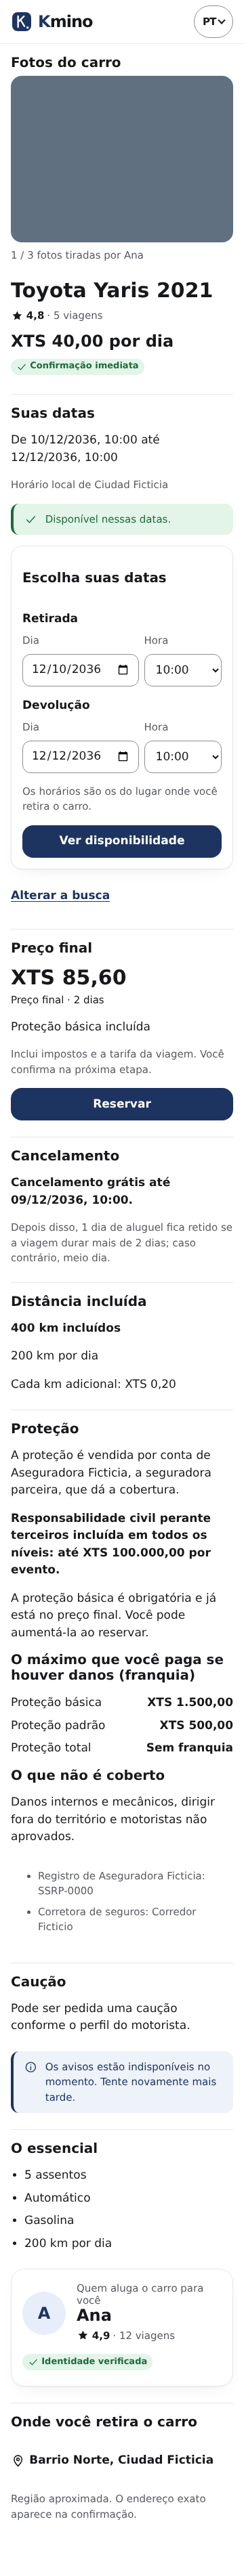 Kmino
PT
Fotos do carro
1 / 3 fotos tiradas por Ana
Toyota Yaris 2021
★ 4,8 · 5 viagens
XTS 40,00 por dia
Confirmação imediata
Suas datas
De 10/12/2036, 10:00 até
12/12/2036, 10:00
Horário local de Ciudad Ficticia
Disponível nessas datas.
Escolha suas datas
Retirada
Dia Hora
12/10/2036 10:00
Devolução
Dia Hora
12/12/2036 10:00
Os horários são os do lugar onde você
retira o carro.
Ver disponibilidade
Alterar a busca
Preço final
XTS 85,60
Preço final · 2 dias
Proteção básica incluída
Inclui impostos e a tarifa da viagem. Você
confirma na próxima etapa.
Reservar
Cancelamento
Cancelamento grátis até
09/12/2036, 10:00.
Depois disso, 1 dia de aluguel fica retido se
a viagem durar mais de 2 dias; caso
contrário, meio dia.
Distância incluída
400 km incluídos
200 km por dia
Cada km adicional: XTS 0,20
Proteção
A proteção é vendida por conta de
Aseguradora Ficticia, a seguradora
parceira, que dá a cobertura.
Responsabilidade civil perante
terceiros incluída em todos os
níveis: até XTS 100.000,00 por
evento.
A proteção básica é obrigatória e já
está no preço final. Você pode
aumentá-la ao reservar.
O máximo que você paga se
houver danos (franquia)
Proteção básica XTS 1.500,00
Proteção padrão XTS 500,00
Proteção total Sem franquia
O que não é coberto
Danos internos e mecânicos, dirigir
fora do território e motoristas não
aprovados.
• Registro de Aseguradora Ficticia:
SSRP-0000
• Corretora de seguros: Corredor
Ficticio
Caução
Pode ser pedida uma caução
conforme o perfil do motorista.
Os avisos estão indisponíveis no
momento. Tente novamente mais
tarde.
O essencial
• 5 assentos
• Automático
• Gasolina
• 200 km por dia
A
Quem aluga o carro para
você
Ana
★ 4,9 · 12 viagens
Identidade verificada
Onde você retira o carro
Barrio Norte, Ciudad Ficticia
Região aproximada. O endereço exato
aparece na confirmação.